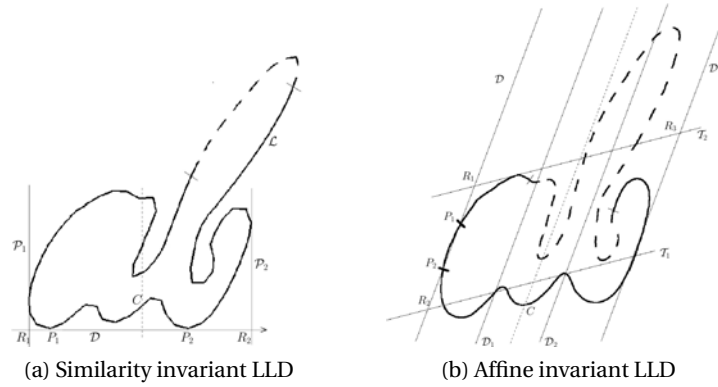 𝓛
𝒫₁
𝒫₂
C
R₁
P₁
𝒟
P₂
R₂
(a) Similarity invariant LLD
𝒟
𝒟
R₃
𝒯₂
R₁
P₁
P₂
𝒯₁
R₂
C
𝒟₁
𝒟₂
(b) Affine invariant LLD